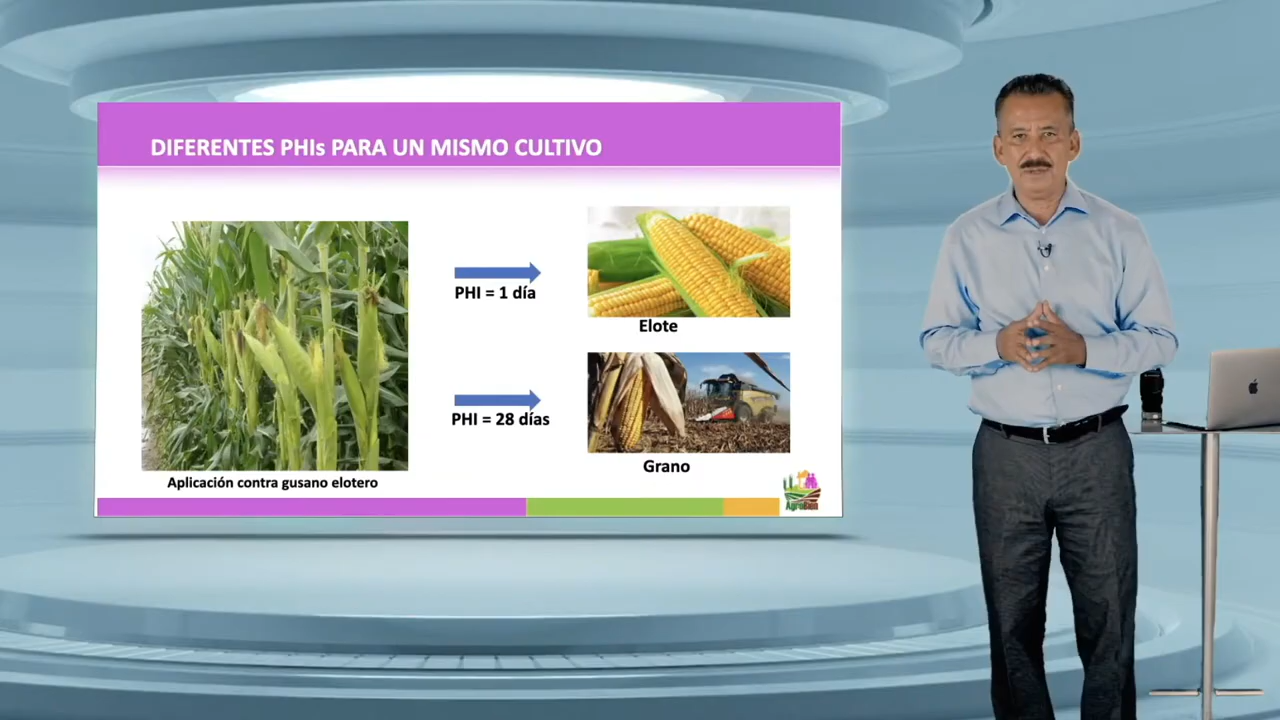 DIFERENTES PHIs PARA UN MISMO CULTIVO
PHI = 1 día
Elote
PHI = 28 días
Grano
Aplicación contra gusano elotero